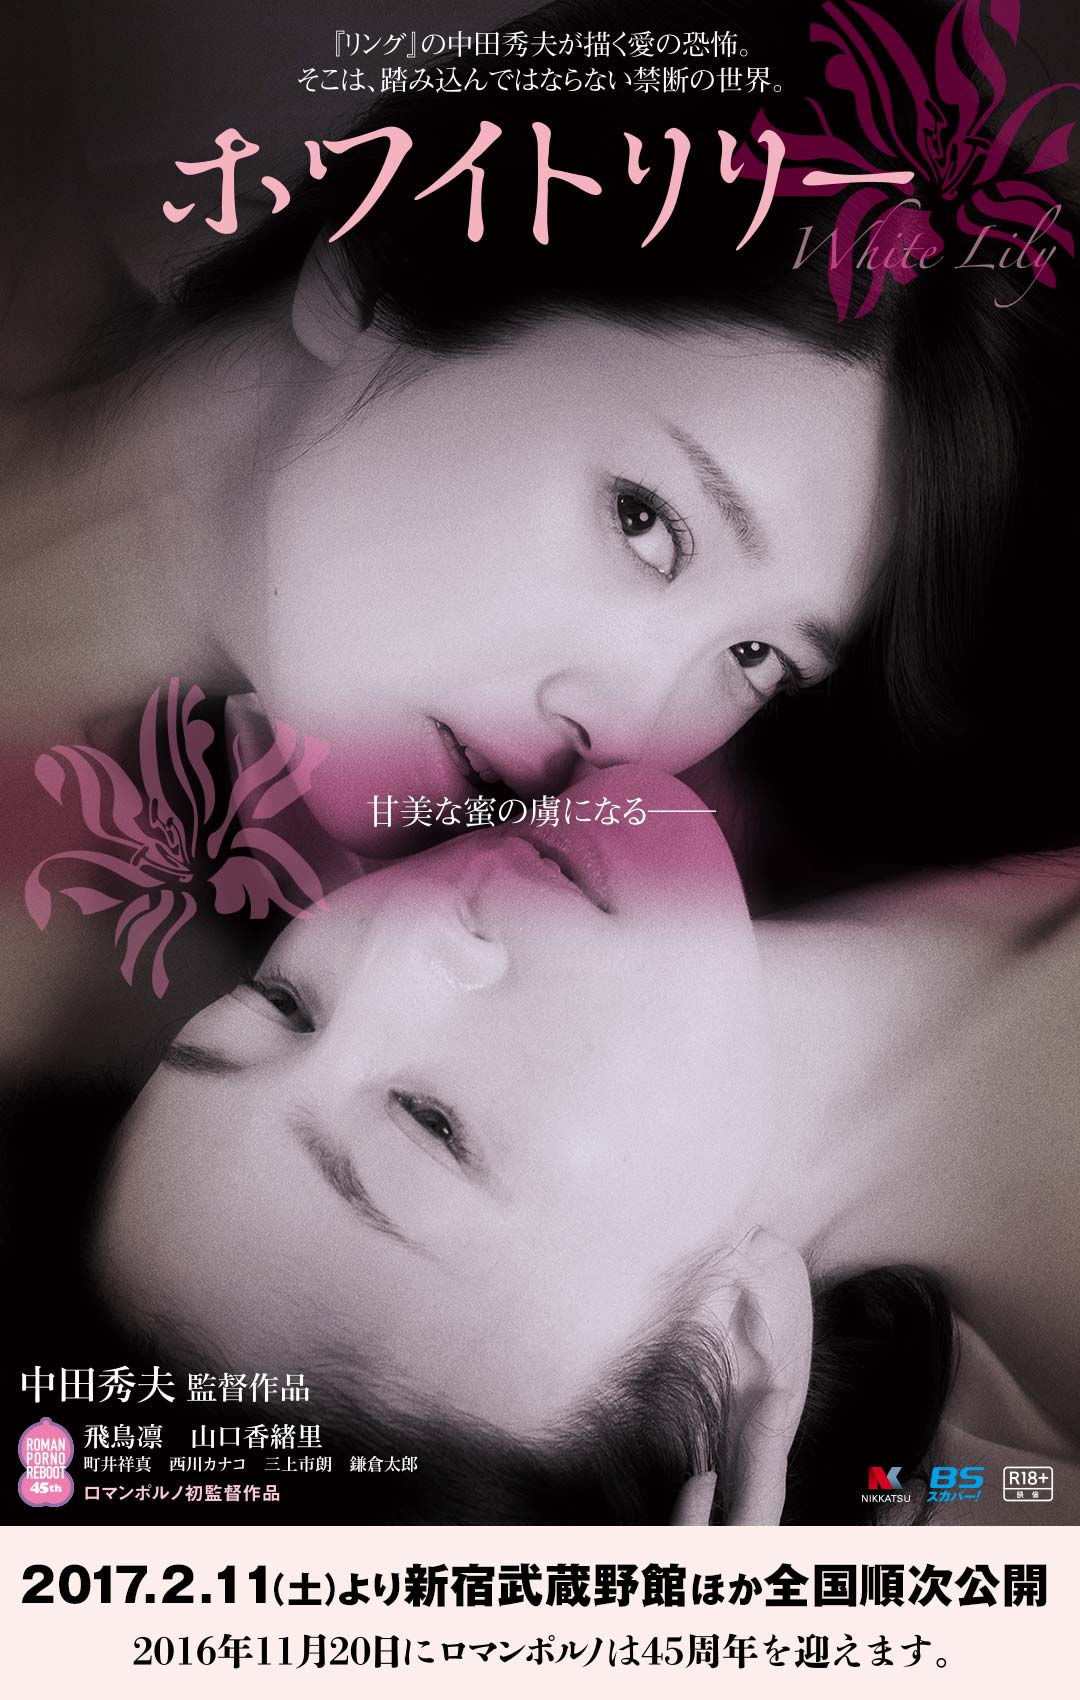 『リング』の中田秀夫が描く愛の恐怖。
そこは、踏み込んではならない禁断の世界。
ホワイトリリー
White Lily
甘美な蜜の虜になる——
中田秀夫 監督作品
ROMAN
PORNO
REBOOT
45th
飛鳥凛 山口香緒里
町井祥真 西川カナコ 三上市朗 鎌倉太郎
ロマンポルノ初監督作品
NIKKATSU
BS
スカパー!
R18+
映倫
2017.2.11(土)より新宿武蔵野館ほか全国順次公開
2016年11月20日にロマンポルノは45周年を迎えます。